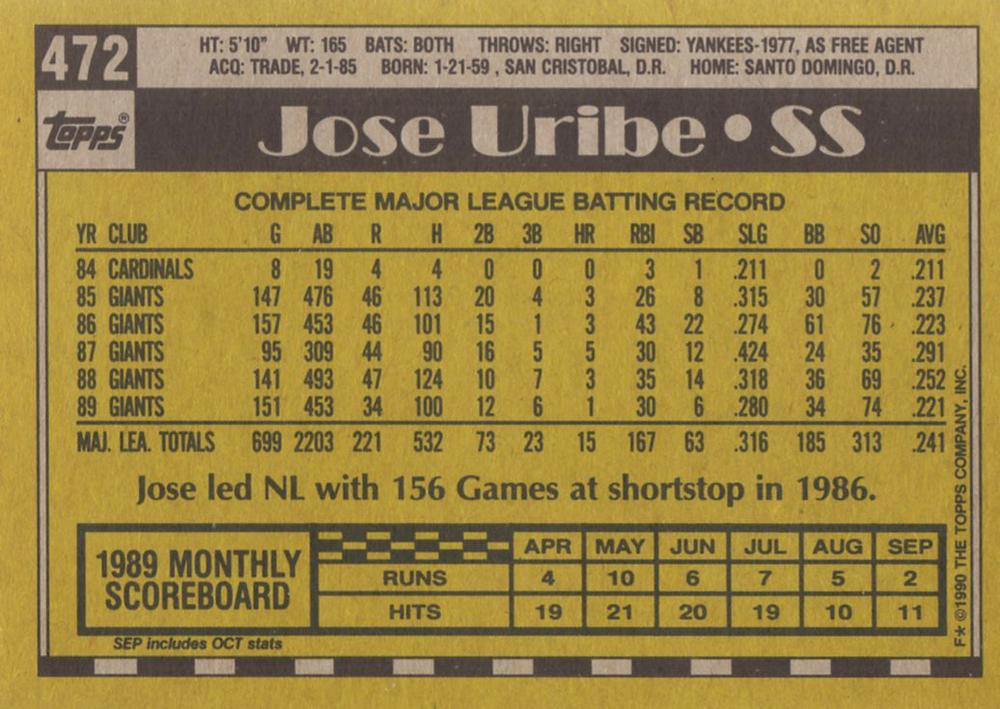 472
HT: 5'10" WT: 165 BATS: BOTH THROWS: RIGHT SIGNED: YANKEES-1977, AS FREE AGENT
ACQ: TRADE, 2-1-85 BORN: 1-21-59 , SAN CRISTOBAL, D.R. HOME: SANTO DOMINGO, D.R.
topps®
Jose Uribe • SS
COMPLETE MAJOR LEAGUE BATTING RECORD
YR CLUB G AB R H 2B 3B HR RBI SB SLG BB SO AVG
84 CARDINALS 8 19 4 4 0 0 0 3 1 .211 0 2 .211
85 GIANTS 147 476 46 113 20 4 3 26 8 .315 30 57 .237
86 GIANTS 157 453 46 101 15 1 3 43 22 .274 61 76 .223
87 GIANTS 95 309 44 90 16 5 5 30 12 .424 24 35 .291
88 GIANTS 141 493 47 124 10 7 3 35 14 .318 36 69 .252
89 GIANTS 151 453 34 100 12 6 1 30 6 .280 34 74 .221
MAJ. LEA. TOTALS 699 2203 221 532 73 23 15 167 63 .316 185 313 .241
Jose led NL with 156 Games at shortstop in 1986.
1989 MONTHLY
SCOREBOARD
APR MAY JUN JUL AUG SEP
RUNS 4 10 6 7 5 2
HITS 19 21 20 19 10 11
SEP includes OCT stats
F★ ©1990 THE TOPPS COMPANY, INC.